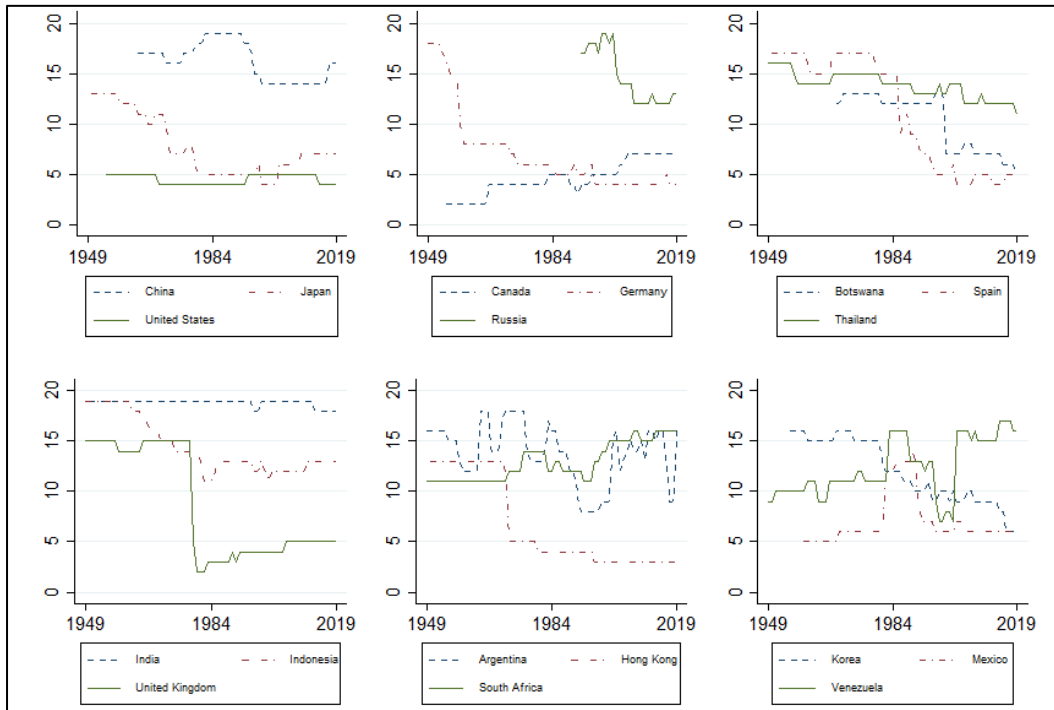 20 20 20
15 15 15
10 10 10
5 5 5
0 0 0
1949 1984 2019 1949 1984 2019 1949 1984 2019
China Japan Canada Germany Botswana Spain
United States Russia Thailand
20 20 20
15 15 15
10 10 10
5 5 5
0 0 0
1949 1984 2019 1949 1984 2019 1949 1984 2019
India Indonesia Argentina Hong Kong Korea Mexico
United Kingdom South Africa Venezuela